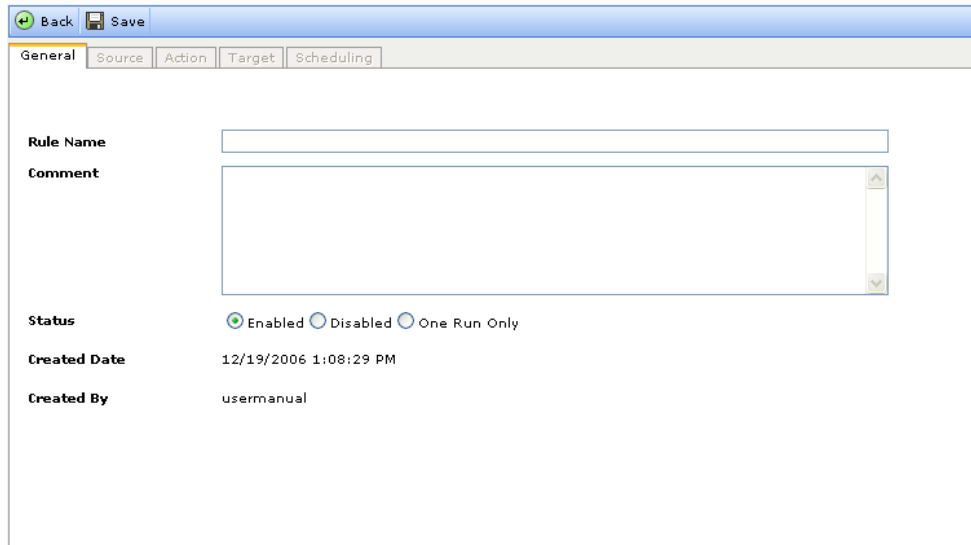 Back Save
General Source Action Target Scheduling
Rule Name
Comment
Status Enabled Disabled One Run Only
Created Date 12/19/2006 1:08:29 PM
Created By usermanual